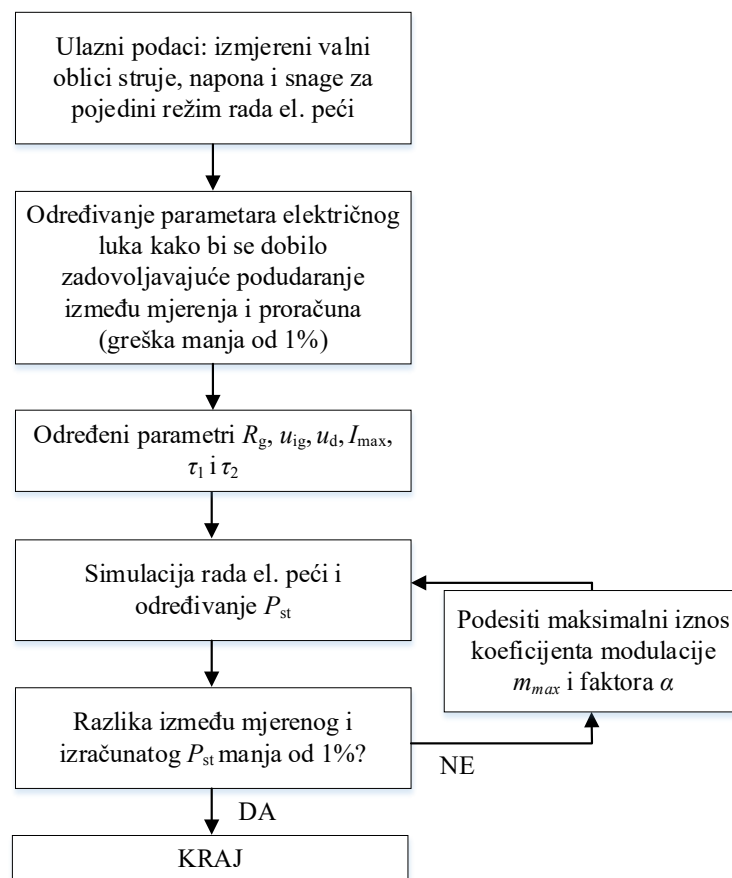 Ulazni podaci: izmjereni valni
oblici struje, napona i snage za
pojedini režim rada el. peći
Određivanje parametara električnog
luka kako bi se dobilo
zadovoljavajuće podudaranje
između mjerenja i proračuna
(greška manja od 1%)
Određeni parametri Rg, uig, ud, Imax,
τ1 i τ2
Simulacija rada el. peći i
određivanje Pst
Podesiti maksimalni iznos
koeficijenta modulacije
mmax i faktora α
Razlika između mjerenog i
izračunatog Pst manja od 1%?
NE
DA
KRAJ